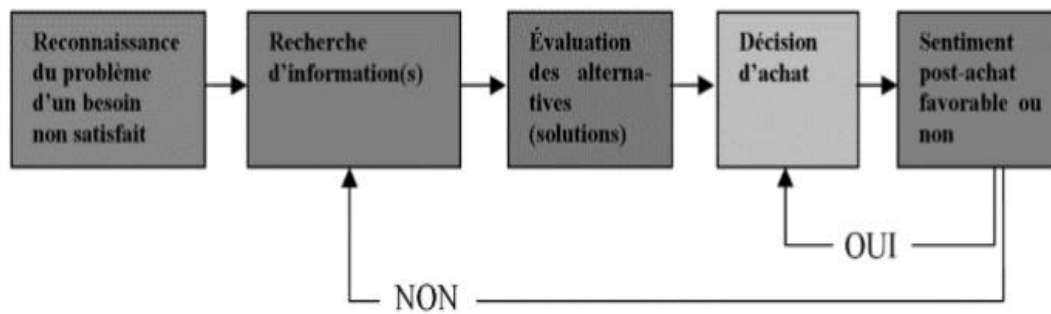 Reconnaissance
du problème
d'un besoin
non satisfait
Recherche
d'information(s)
Évaluation
des alterna-
tives
(solutions)
Décision
d'achat
Sentiment
post-achat
favorable ou
non
OUI
NON